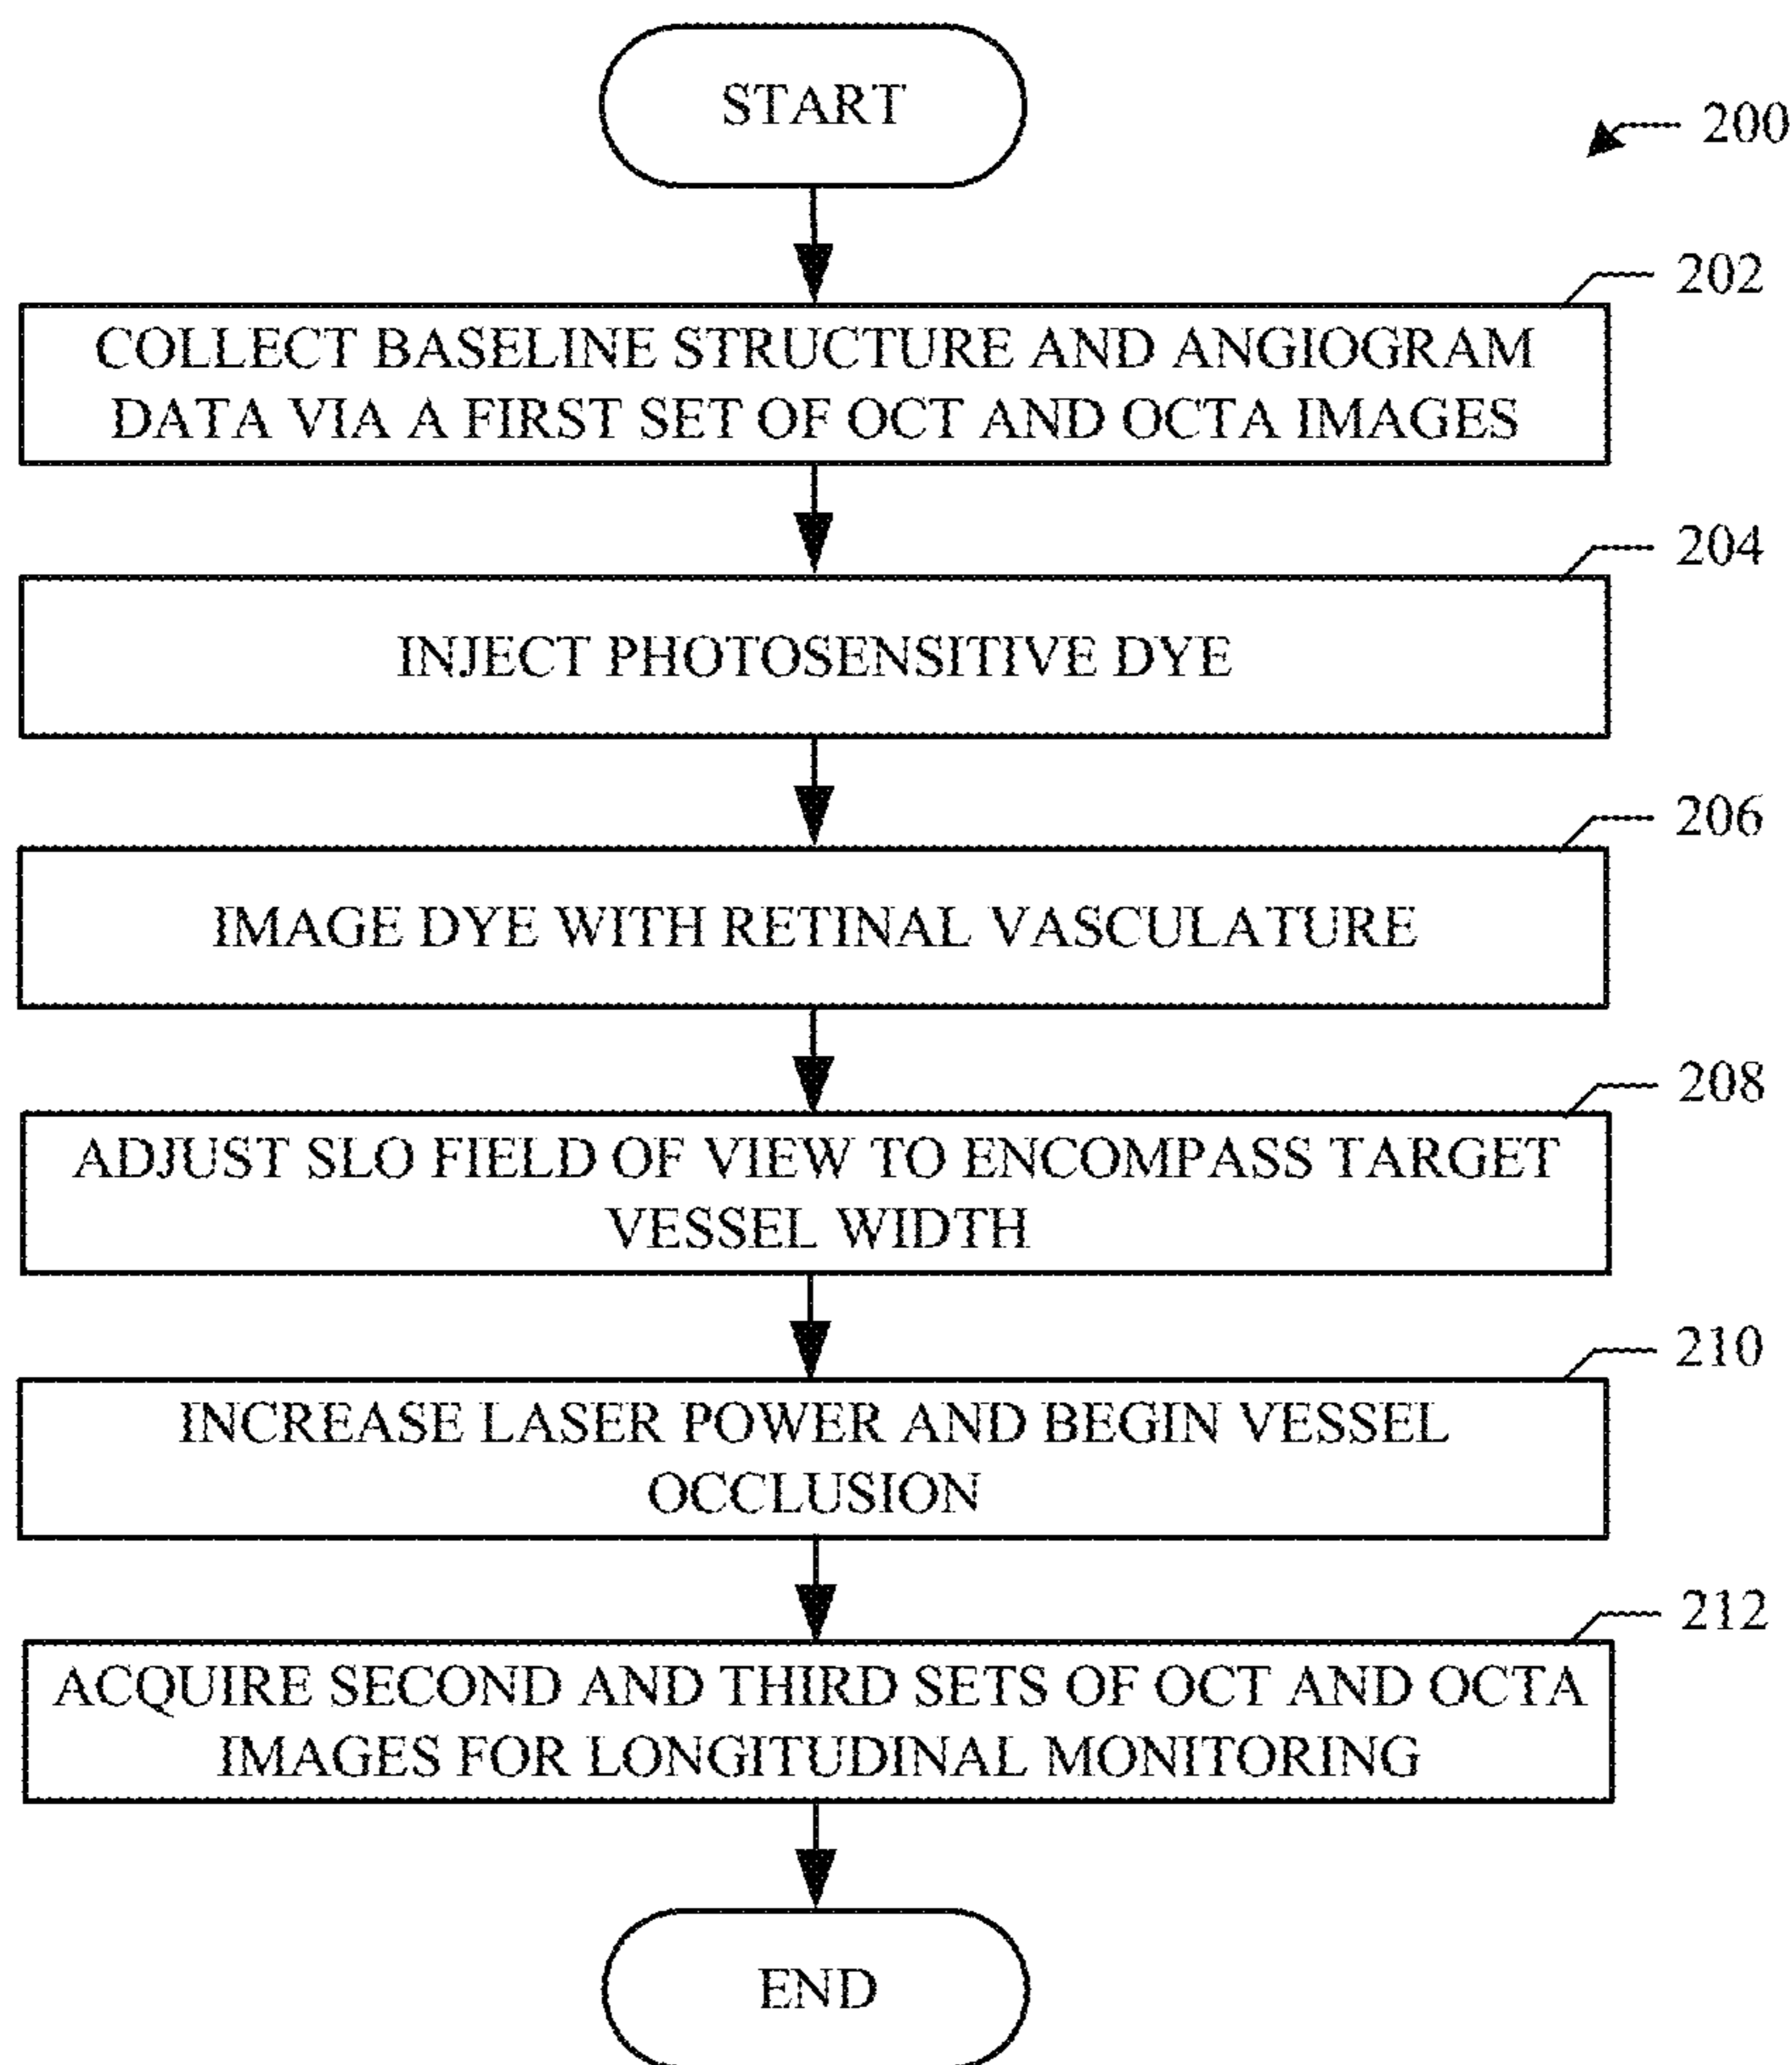 START
200
202
COLLECT BASELINE STRUCTURE AND ANGIOGRAM
DATA VIA A FIRST SET OF OCT AND OCTA IMAGES
204
INJECT PHOTOSENSITIVE DYE
206
IMAGE DYE WITH RETINAL VASCULATURE
208
ADJUST SLO FIELD OF VIEW TO ENCOMPASS TARGET
VESSEL WIDTH
210
INCREASE LASER POWER AND BEGIN VESSEL
OCCLUSION
212
ACQUIRE SECOND AND THIRD SETS OF OCT AND OCTA
IMAGES FOR LONGITUDINAL MONITORING
END